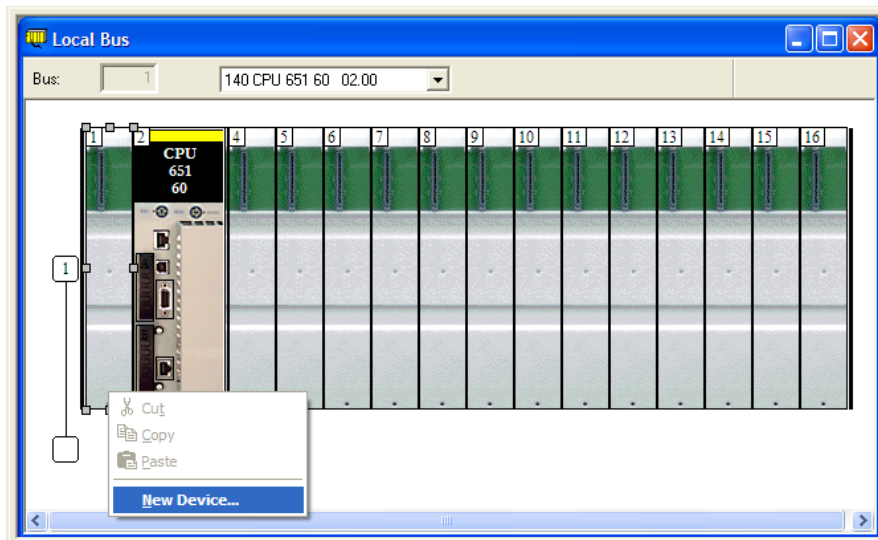 Local Bus
Bus: 1 140 CPU 651 60 02.00
1 2 4 5 6 7 8 9 10 11 12 13 14 15 16
CPU
651
60
1
Cut
Copy
Paste
New Device...